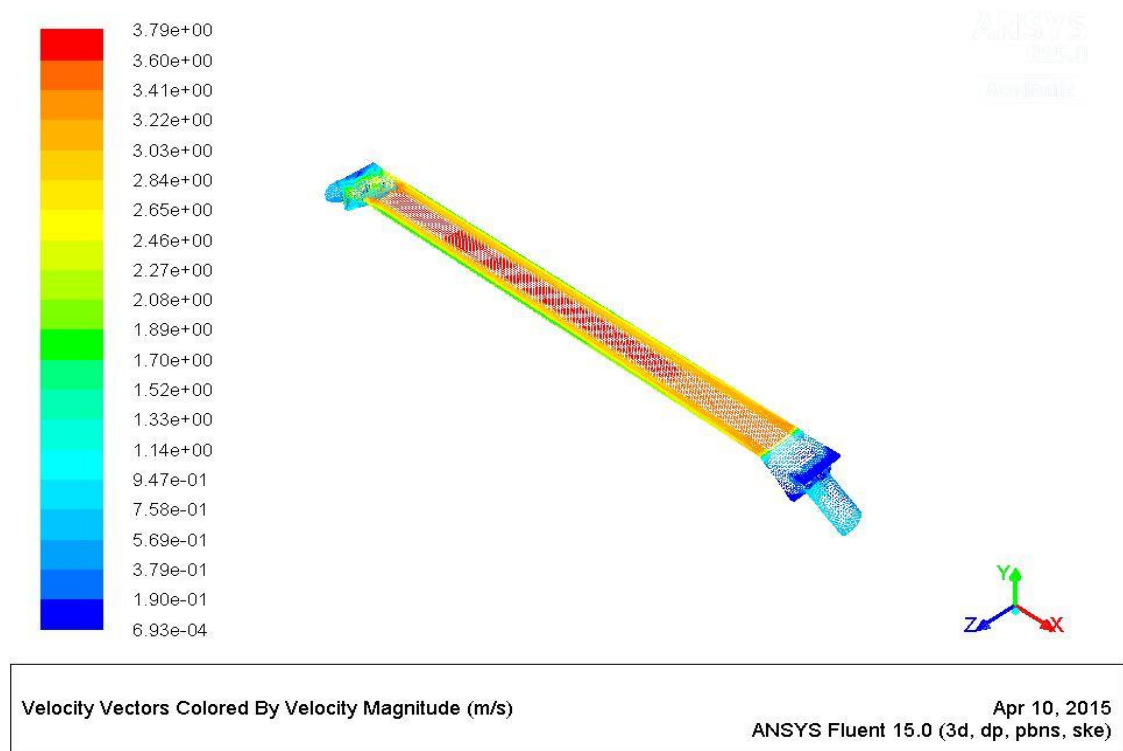 3.79e+00
3.60e+00
3.41e+00
3.22e+00
3.03e+00
2.84e+00
2.65e+00
2.46e+00
2.27e+00
2.08e+00
1.89e+00
1.70e+00
1.52e+00
1.33e+00
1.14e+00
9.47e-01
7.58e-01
5.69e-01
3.79e-01
1.90e-01
6.93e-04
ANSYS
Academic
Y
Z
X
Velocity Vectors Colored By Velocity Magnitude (m/s)
Apr 10, 2015
ANSYS Fluent 15.0 (3d, dp, pbns, ske)